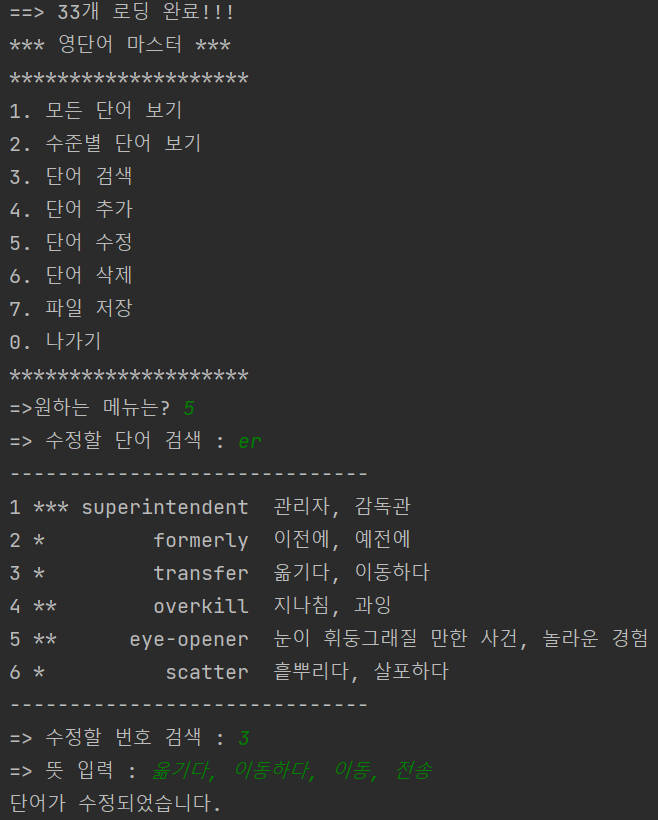 ==> 33개 로딩 완료!!!
*** 영단어 마스터 ***
********************
1. 모든 단어 보기
2. 수준별 단어 보기
3. 단어 검색
4. 단어 추가
5. 단어 수정
6. 단어 삭제
7. 파일 저장
0. 나가기
********************
=>원하는 메뉴는? 5
=> 수정할 단어 검색 : er
------------------------------
1 *** superintendent  관리자, 감독관
2 *         formerly  이전에, 예전에
3 *         transfer  옮기다, 이동하다
4 **        overkill  지나침, 과잉
5 **      eye-opener  눈이 휘둥그래질 만한 사건, 놀라운 경험
6 *          scatter  흩뿌리다, 살포하다
------------------------------
=> 수정할 번호 검색 : 3
=> 뜻 입력 : 옮기다, 이동하다, 이동, 전송
단어가 수정되었습니다.